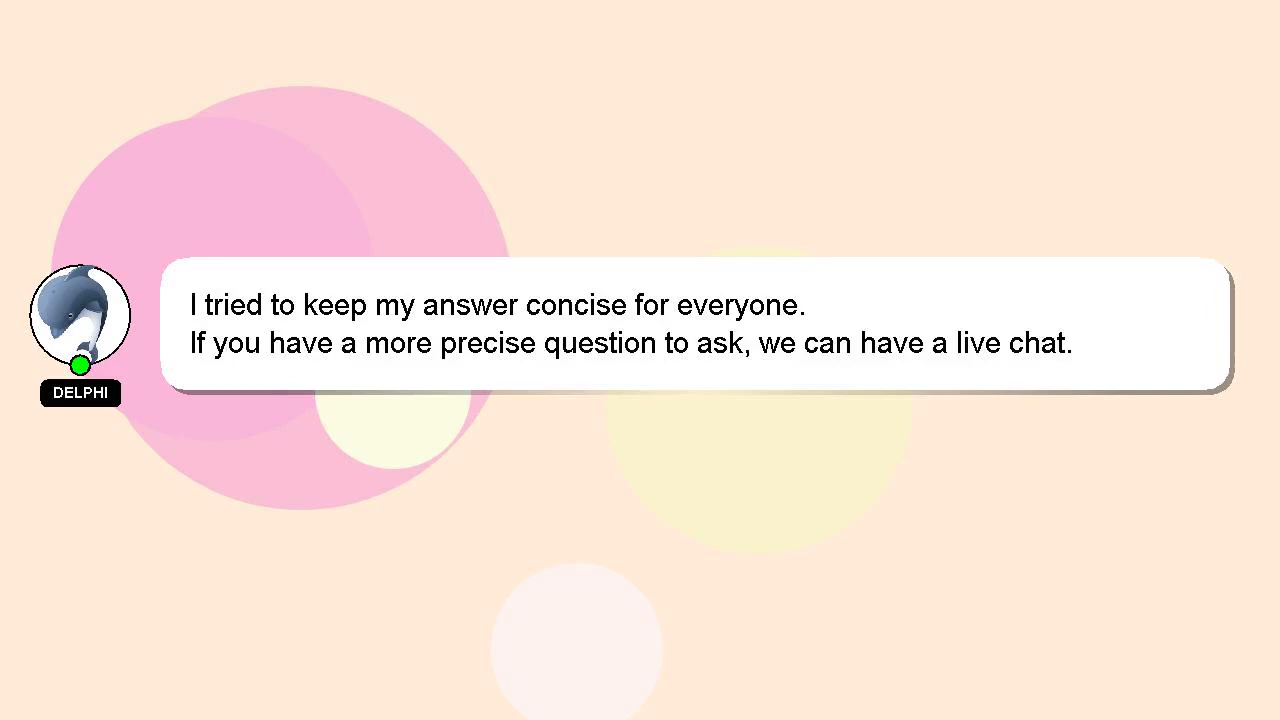 I tried to keep my answer concise for everyone.
If you have a more precise question to ask, we can have a live chat.
DELPHI